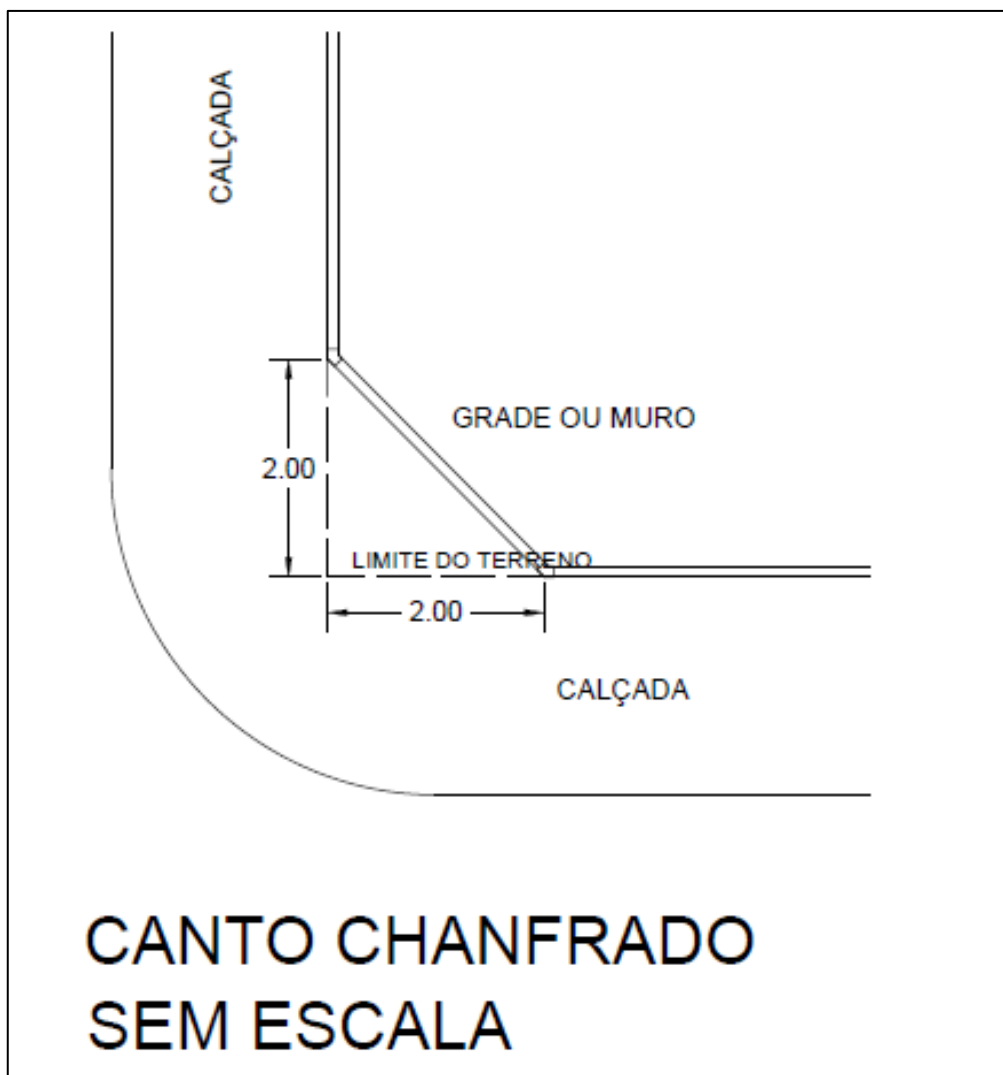 CALÇADA
GRADE OU MURO
2.00
LIMITE DO TERRENO
2.00
CALÇADA
CANTO CHANFRADO
SEM ESCALA